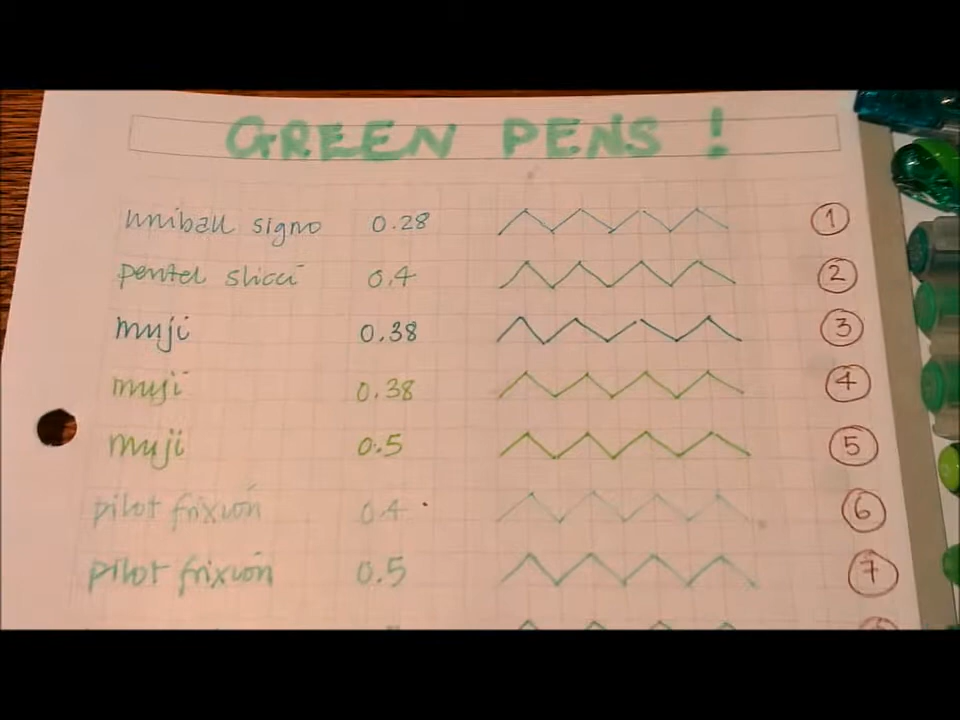 GREEN PENS!
uniball signo 0.28 1
pentel slicci 0.4 2
muji 0.38 3
muji 0.38 4
muji 0.5 5
pilot frixion 0.4 6
pilot frixion 0.5 7